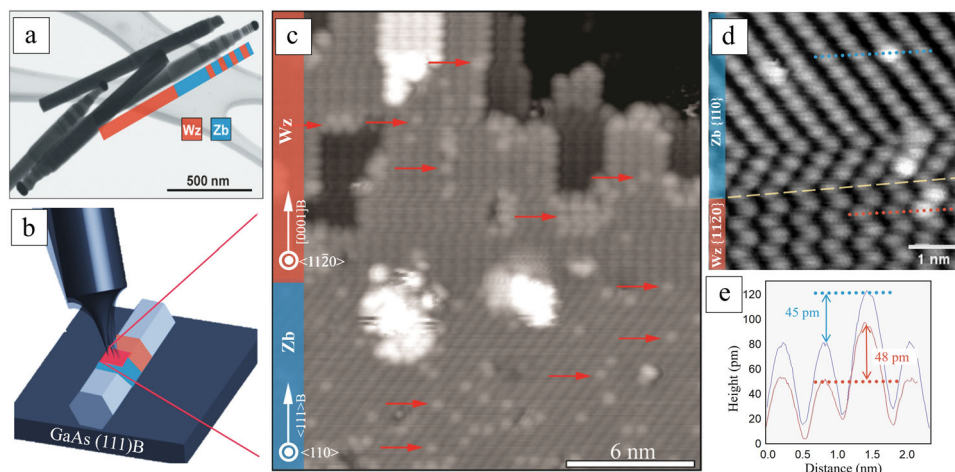 a
Wz
Zb
500 nm
b
GaAs (111)B
c
Wz
[0001]B
<112̅0>
Zb
<111>B
<110>
6 nm
d
Zb {110}
Wz {112̅0}
1 nm
e
Height (pm)
120
100
80
60
40
20
0
45 pm
48 pm
0.0
0.5
1.0
1.5
2.0
Distance (nm)